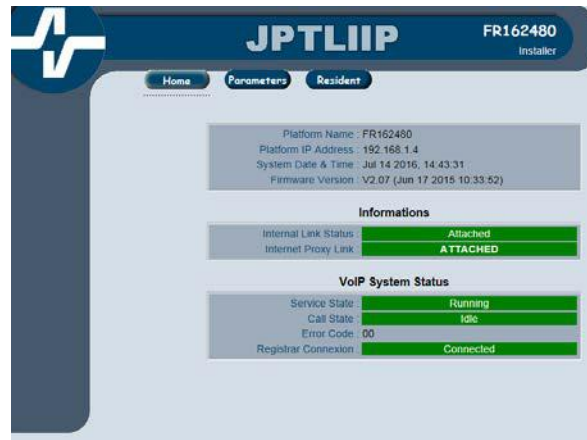 JPTLIIP
FR162480
Installer
Home Parameters Resident
Platform Name : FR162480
Platform IP Address : 192.168.1.4
System Date & Time : Jul 14 2016, 14:43:31
Firmware Version : V2.07 (Jun 17 2015 10:33:52)
Informations
Internal Link Status : Attached
Internet Proxy Link : ATTACHED
VoIP System Status
Service State : Running
Call State : Idle
Error Code : 00
Registrar Connexion : Connected